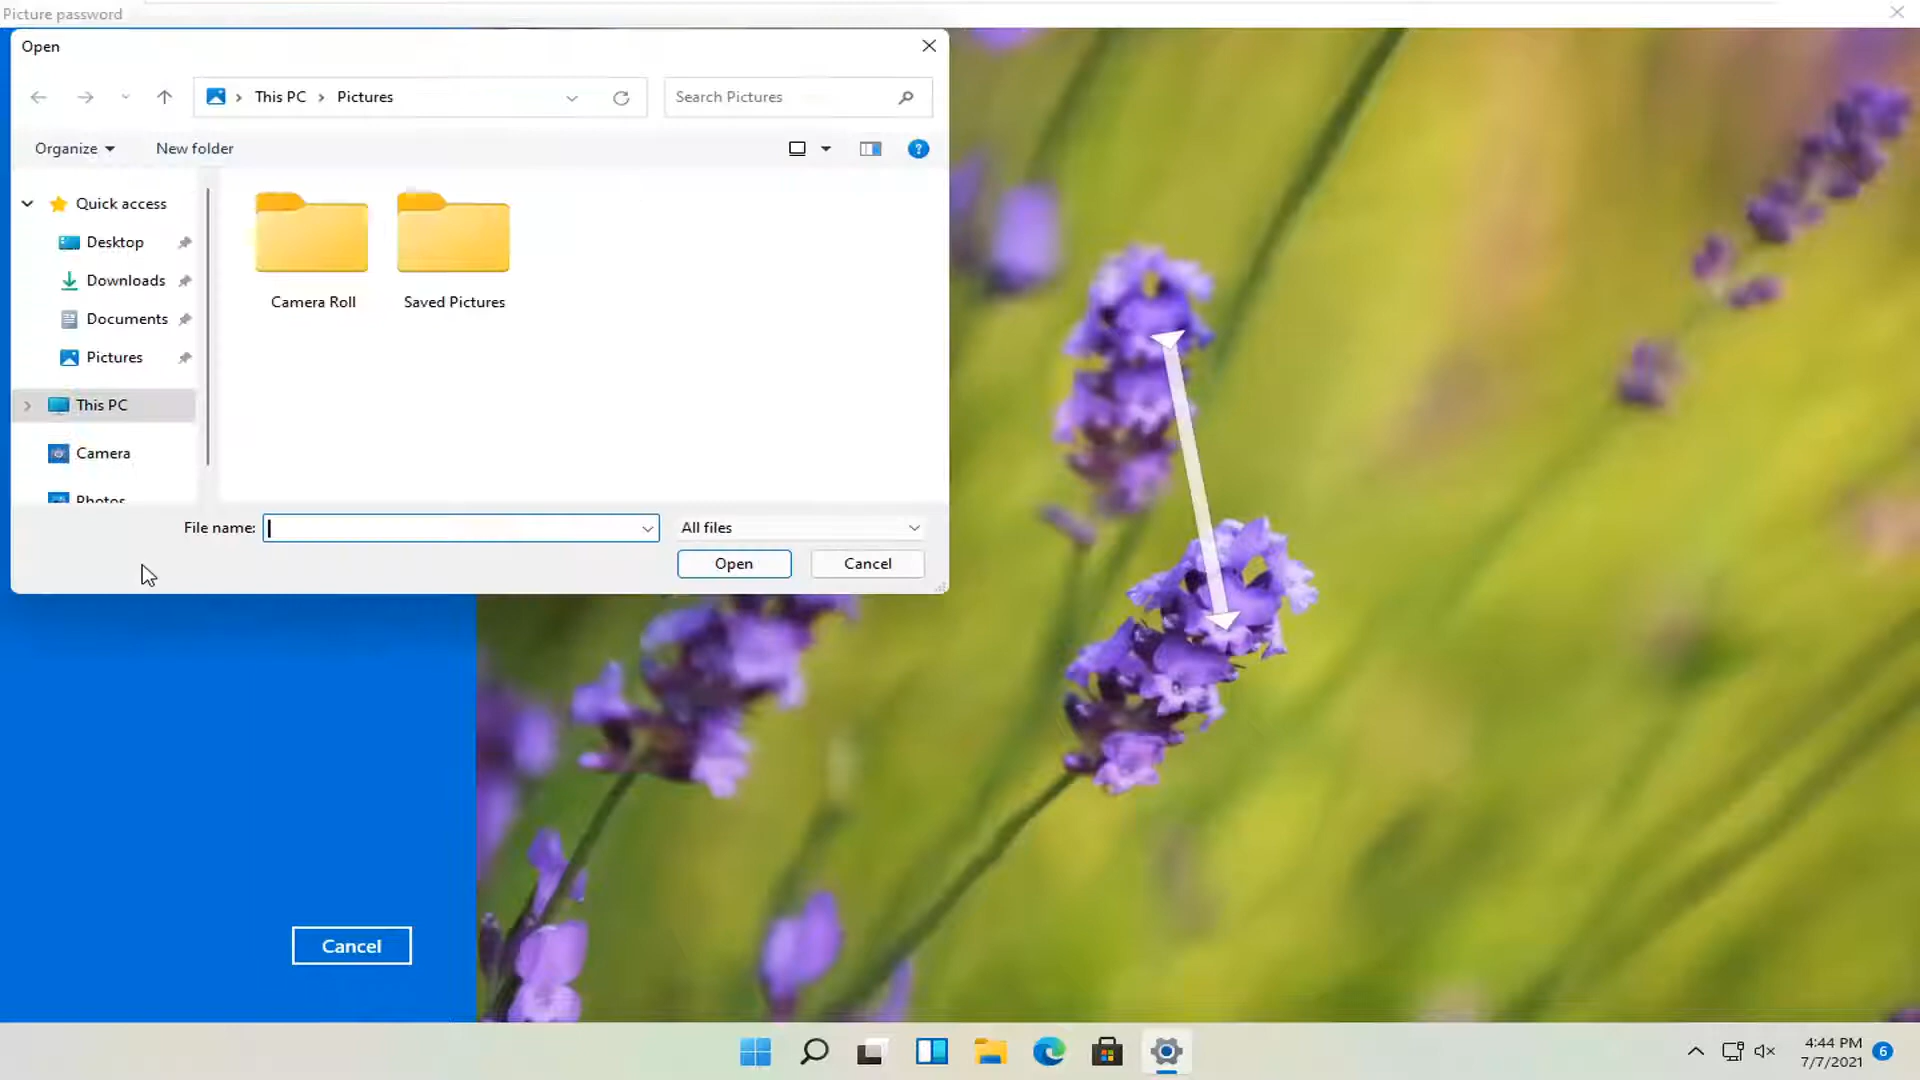 Picture password
Open
This PC > Pictures
Search Pictures
Organize
New folder
Quick access
Desktop
Downloads
Documents
Pictures
This PC
Camera
Photos
Camera Roll
Saved Pictures
File name:
All files
Open
Cancel
Cancel
4:44 PM
7/7/2021
6